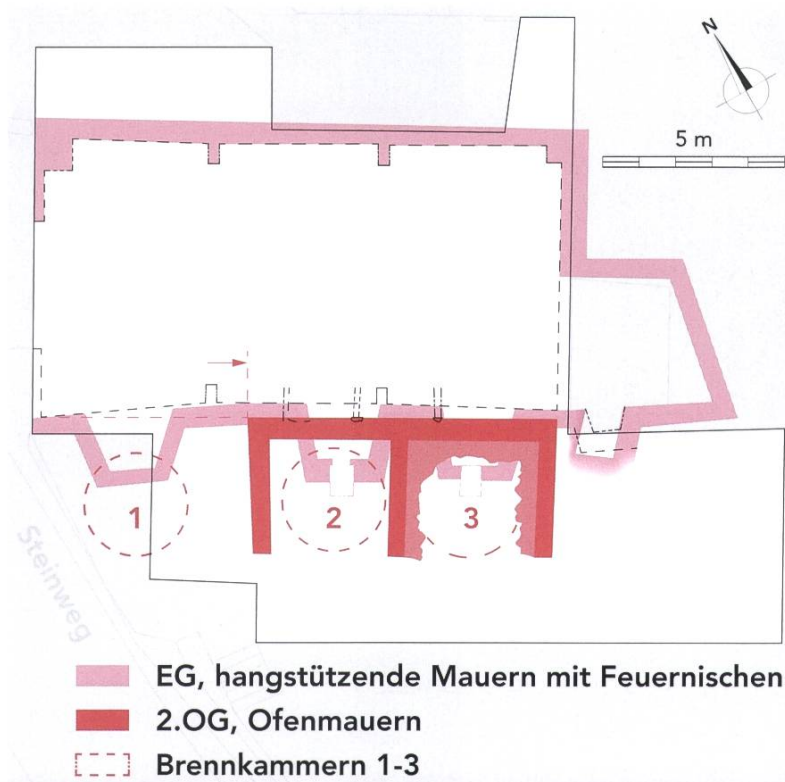 N
5 m
1
2
3
Steinweg
EG, hangstützende Mauern mit Feuernischen
2.OG, Ofenmauern
Brennkammern 1-3